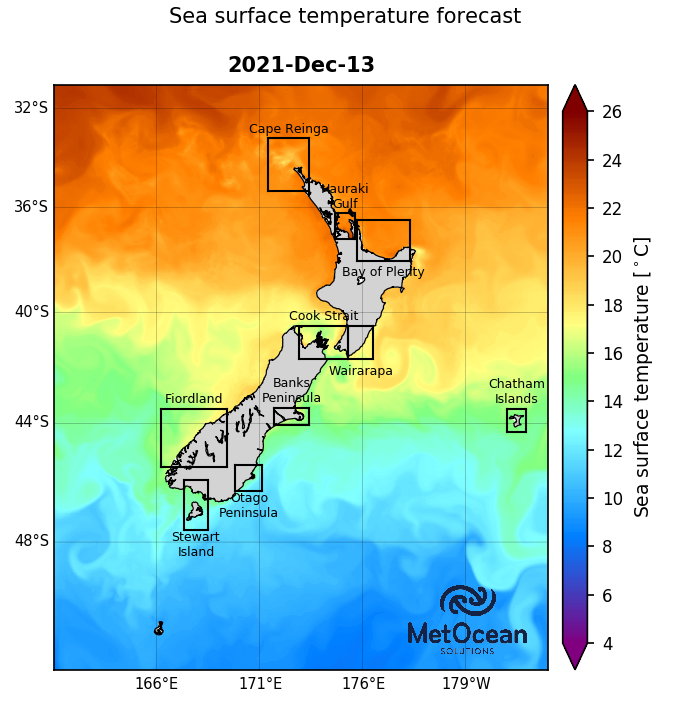 Sea surface temperature forecast
2021-Dec-13
32°S
36°S
40°S
44°S
48°S
166°E
171°E
176°E
179°W
Cape Reinga
Hauraki
Gulf
Bay of Plenty
Cook Strait
Wairarapa
Banks
Peninsula
Fiordland
Chatham
Islands
Otago
Peninsula
Stewart
Island
MetOcean
SOLUTIONS
26
24
22
20
18
16
14
12
10
8
6
4
Sea surface temperature [°C]